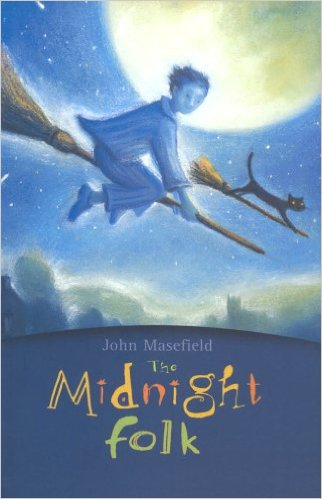 John Masefield
The
Midnight
folk